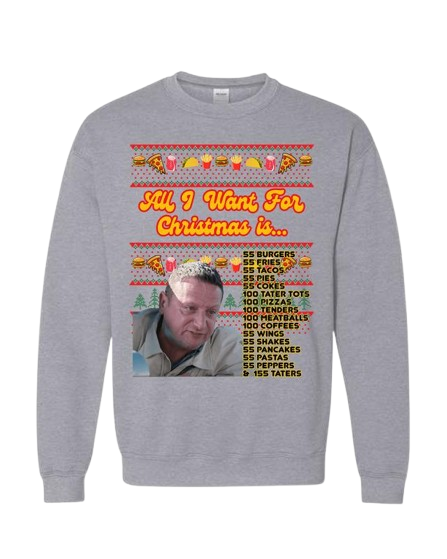 All I Want For
Christmas is...
55 BURGERS
55 FRIES
55 TACOS
55 PIES
55 COKES
100 TATER TOTS
100 PIZZAS
100 TENDERS
100 MEATBALLS
100 COFFEES
55 WINGS
55 SHAKES
55 PANCAKES
55 PASTAS
55 PEPPERS
& 155 TATERS